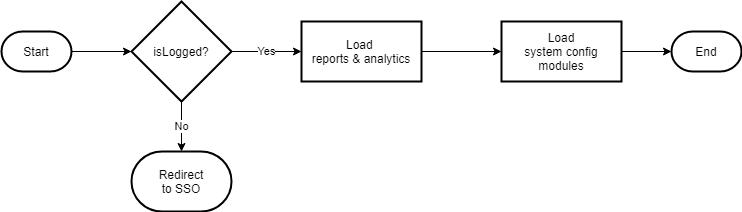 Start
isLogged?
Yes
Load
reports & analytics
Load
system config
modules
End
No
Redirect
to SSO